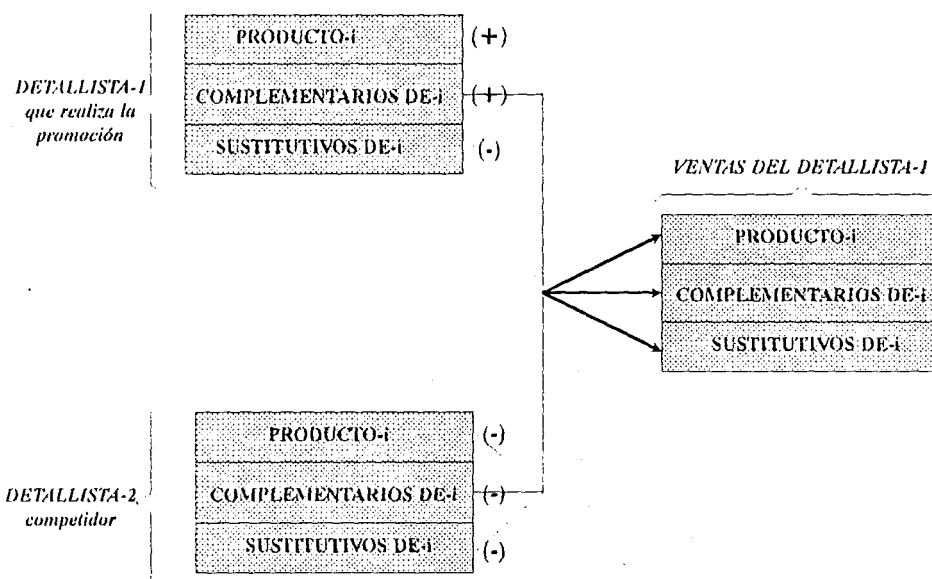 PRODUCTO-i (+)
DETALLISTA-1
que realiza la
promoción
COMPLEMENTARIOS DE-i (+)
SUSTITUTIVOS DE-i (-)
VENTAS DEL DETALLISTA-1
PRODUCTO-i
COMPLEMENTARIOS DE-i
SUSTITUTIVOS DE-i
PRODUCTO-i (-)
DETALLISTA-2
competidor
COMPLEMENTARIOS DE-i (-)
SUSTITUTIVOS DE-i (-)